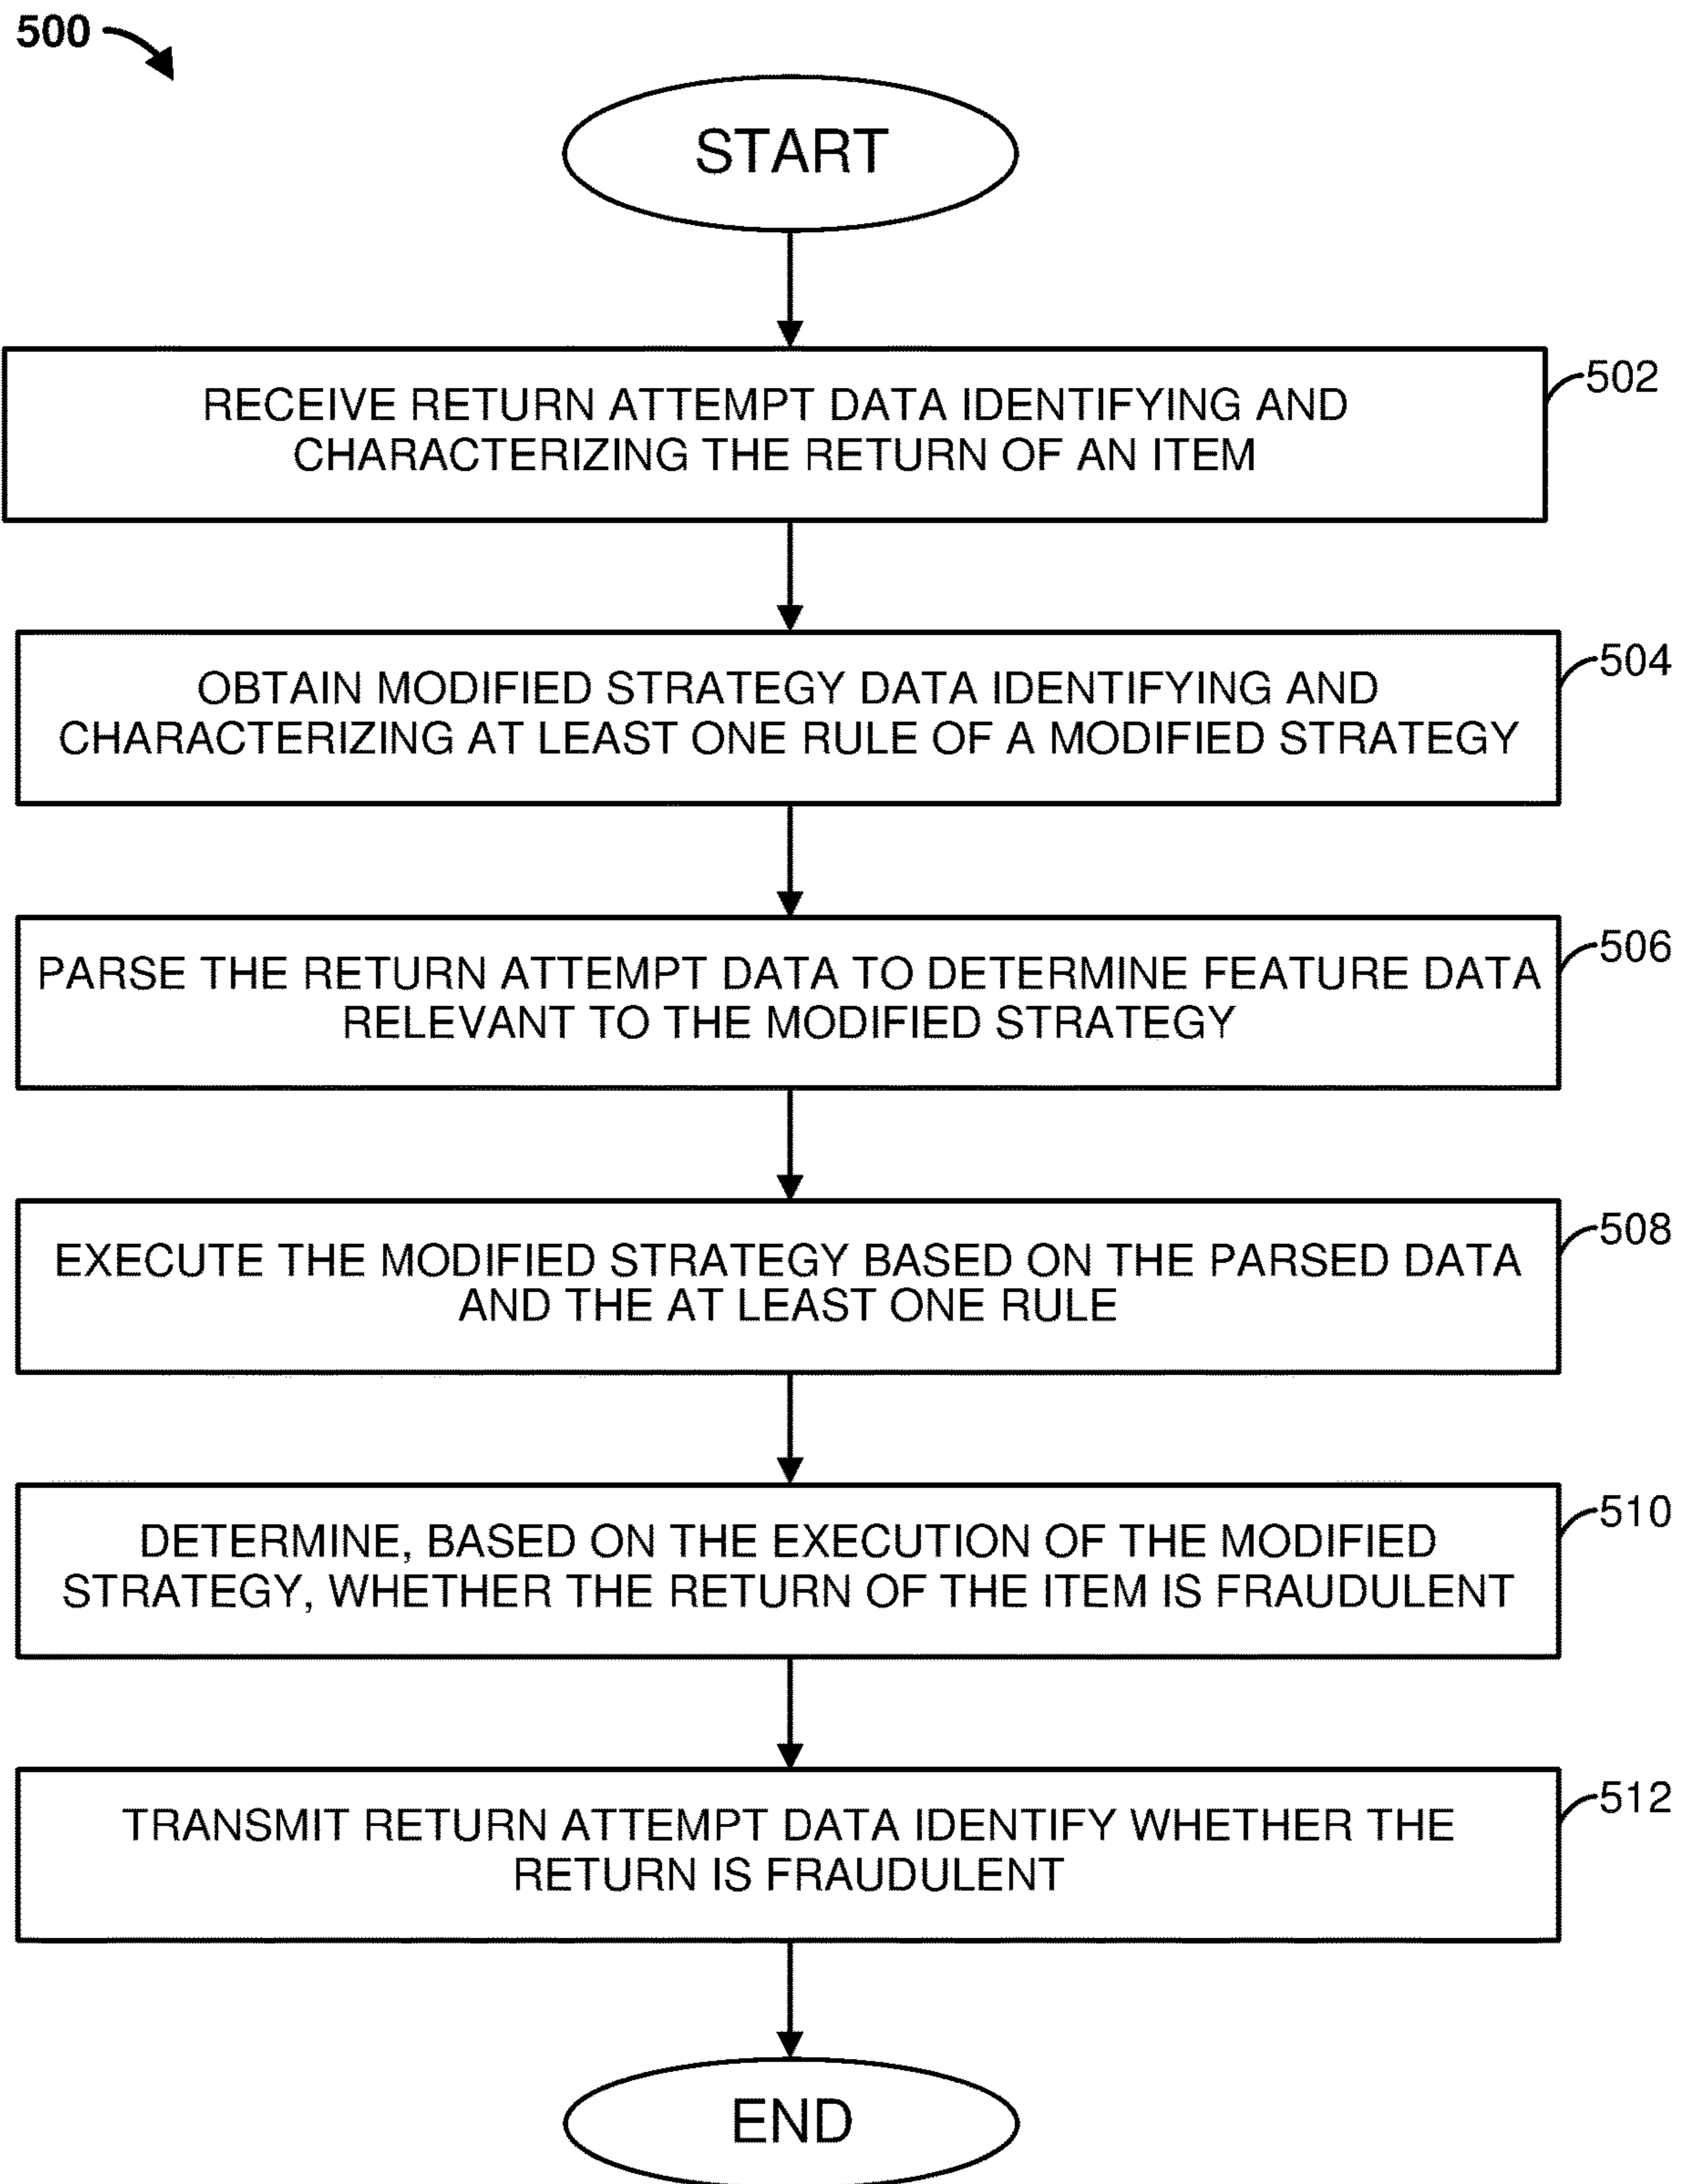 500
START
RECEIVE RETURN ATTEMPT DATA IDENTIFYING AND
CHARACTERIZING THE RETURN OF AN ITEM
502
OBTAIN MODIFIED STRATEGY DATA IDENTIFYING AND
CHARACTERIZING AT LEAST ONE RULE OF A MODIFIED STRATEGY
504
PARSE THE RETURN ATTEMPT DATA TO DETERMINE FEATURE DATA
RELEVANT TO THE MODIFIED STRATEGY
506
EXECUTE THE MODIFIED STRATEGY BASED ON THE PARSED DATA
AND THE AT LEAST ONE RULE
508
DETERMINE, BASED ON THE EXECUTION OF THE MODIFIED
STRATEGY, WHETHER THE RETURN OF THE ITEM IS FRAUDULENT
510
TRANSMIT RETURN ATTEMPT DATA IDENTIFY WHETHER THE
RETURN IS FRAUDULENT
512
END